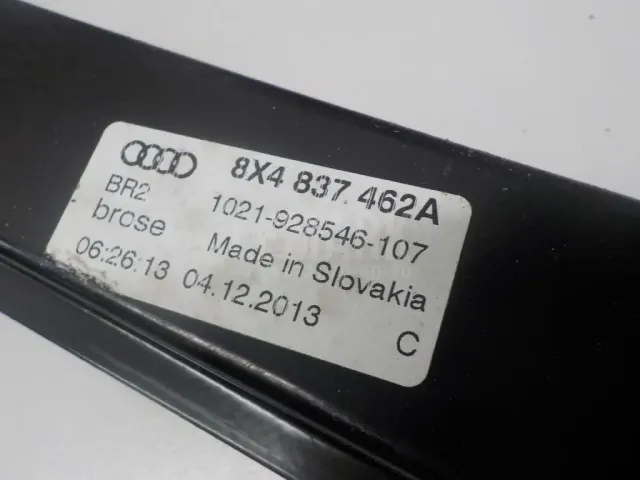 8X4 837 462A
BR2 1021-928546-107
brose Made in Slovakia
06:26:13 04.12.2013
C